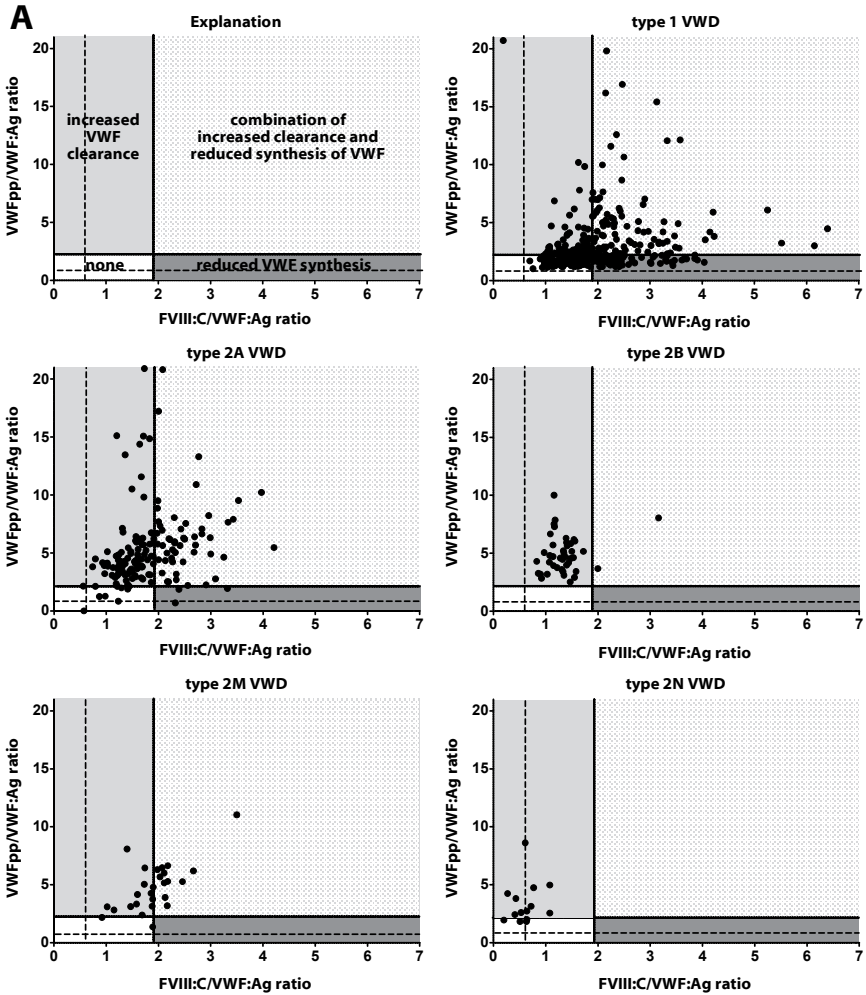 A
Explanation
VWFpp/VWF:Ag ratio
20
15
10
5
0
increased
VWF
clearance
combination of
increased clearance and
reduced synthesis of VWF
none
reduced VWF synthesis
0 1 2 3 4 5 6 7
FVIII:C/VWF:Ag ratio
type 1 VWD
VWFpp/VWF:Ag ratio
20
15
10
5
0
0 1 2 3 4 5 6 7
FVIII:C/VWF:Ag ratio
type 2A VWD
VWFpp/VWF:Ag ratio
20
15
10
5
0
0 1 2 3 4 5 6 7
FVIII:C/VWF:Ag ratio
type 2B VWD
VWFpp/VWF:Ag ratio
20
15
10
5
0
0 1 2 3 4 5 6 7
FVIII:C/VWF:Ag ratio
type 2M VWD
VWFpp/VWF:Ag ratio
20
15
10
5
0
0 1 2 3 4 5 6 7
FVIII:C/VWF:Ag ratio
type 2N VWD
VWFpp/VWF:Ag ratio
20
15
10
5
0
0 1 2 3 4 5 6 7
FVIII:C/VWF:Ag ratio